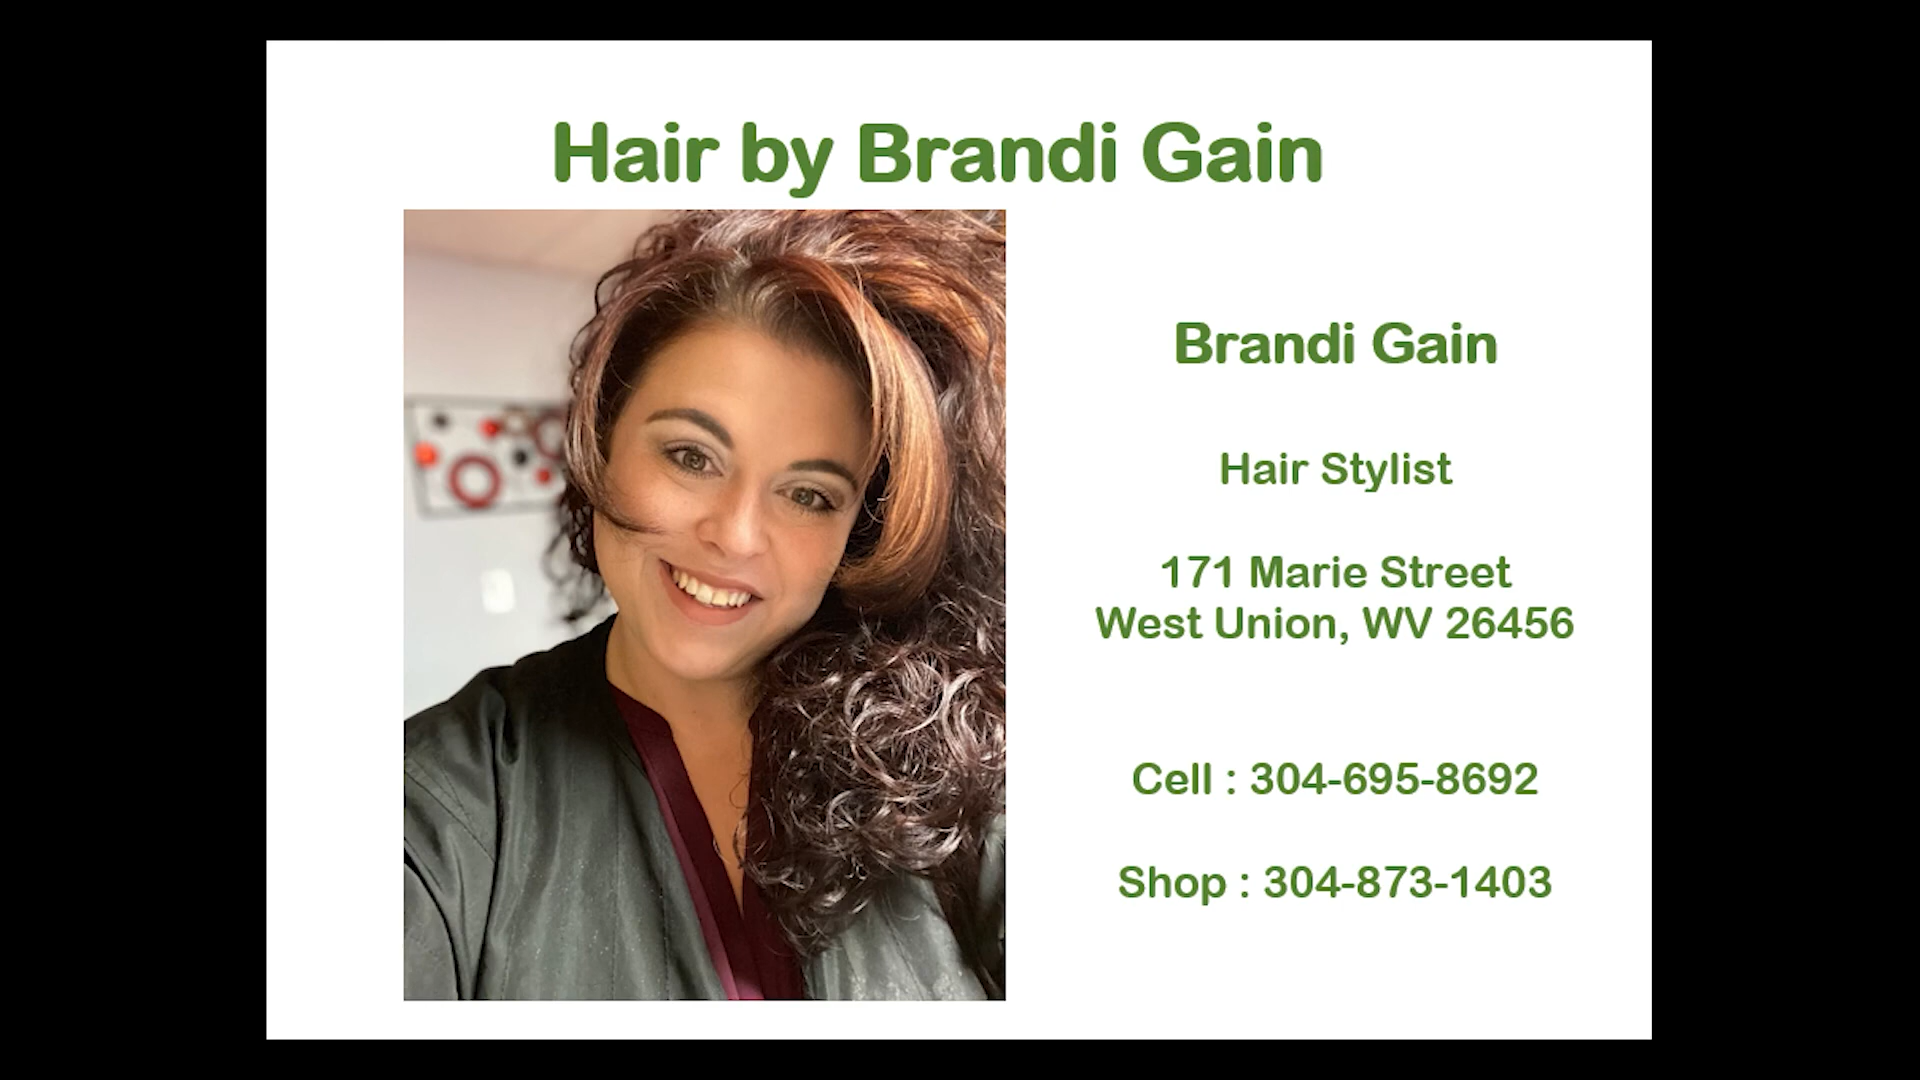 Hair by Brandi Gain
Brandi Gain
Hair Stylist
171 Marie Street
West Union, WV 26456
Cell : 304-695-8692
Shop : 304-873-1403